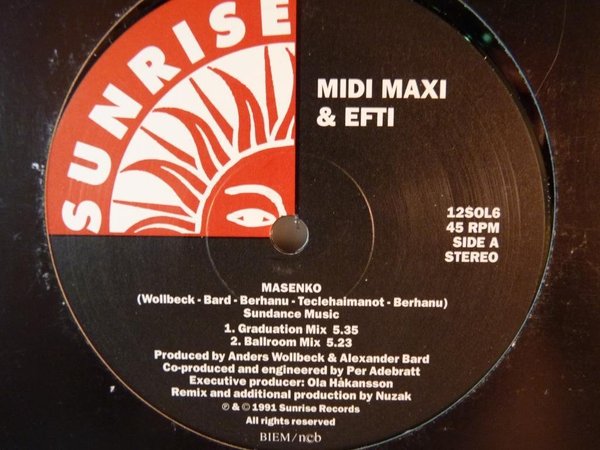 SUNRISE
MIDI MAXI
& EFTI
12SOL6
45 RPM
SIDE A
STEREO
MASENKO
(Wollbeck - Bard - Berhanu - Teclehaimanot - Berhanu)
Sundance Music
1. Graduation Mix 5.35
2. Ballroom Mix 5.23
Produced by Anders Wollbeck & Alexander Bard
Co-produced and engineered by Per Adebratt
Executive producer: Ola Håkansson
Remix and additional production by Nuzak
℗ & © 1991 Sunrise Records
All rights reserved
BIEM/n©b